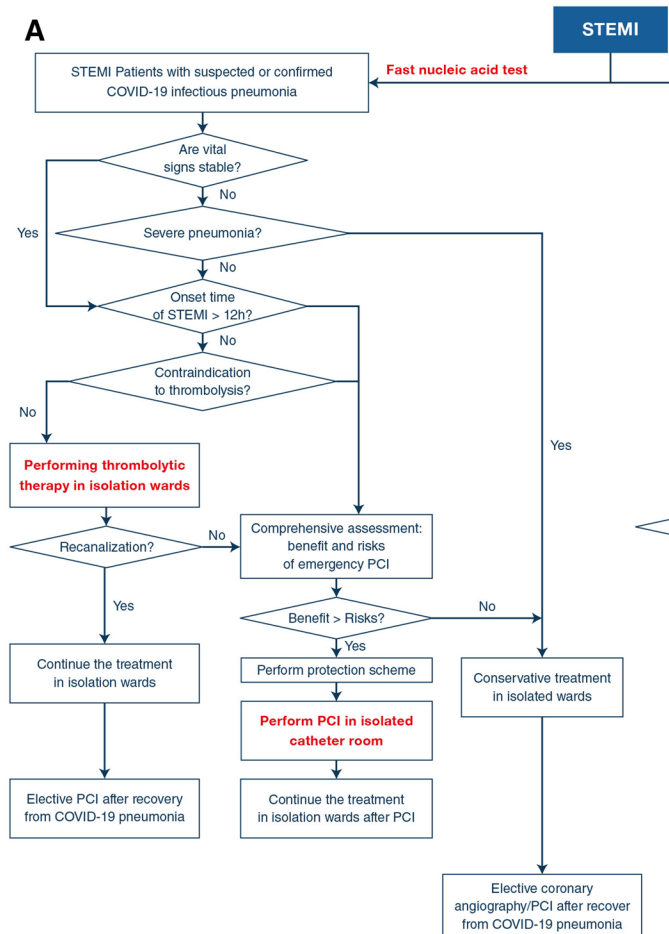 A
STEMI
Fast nucleic acid test
STEMI Patients with suspected or confirmed
COVID-19 infectious pneumonia
Are vital
signs stable?
No
Yes
Severe pneumonia?
No
Onset time
of STEMI > 12h?
No
Contraindication
to thrombolysis?
No
Yes
Performing thrombolytic
therapy in isolation wards
Recanalization?
No
Comprehensive assessment:
benefit and risks
of emergency PCI
Yes
Benefit > Risks?
No
Yes
Continue the treatment
in isolation wards
Perform protection scheme
Conservative treatment
in isolated wards
Perform PCI in isolated
catheter room
Elective PCI after recovery
from COVID-19 pneumonia
Continue the treatment
in isolation wards after PCI
Elective coronary
angiography/PCI after recover
from COVID-19 pneumonia